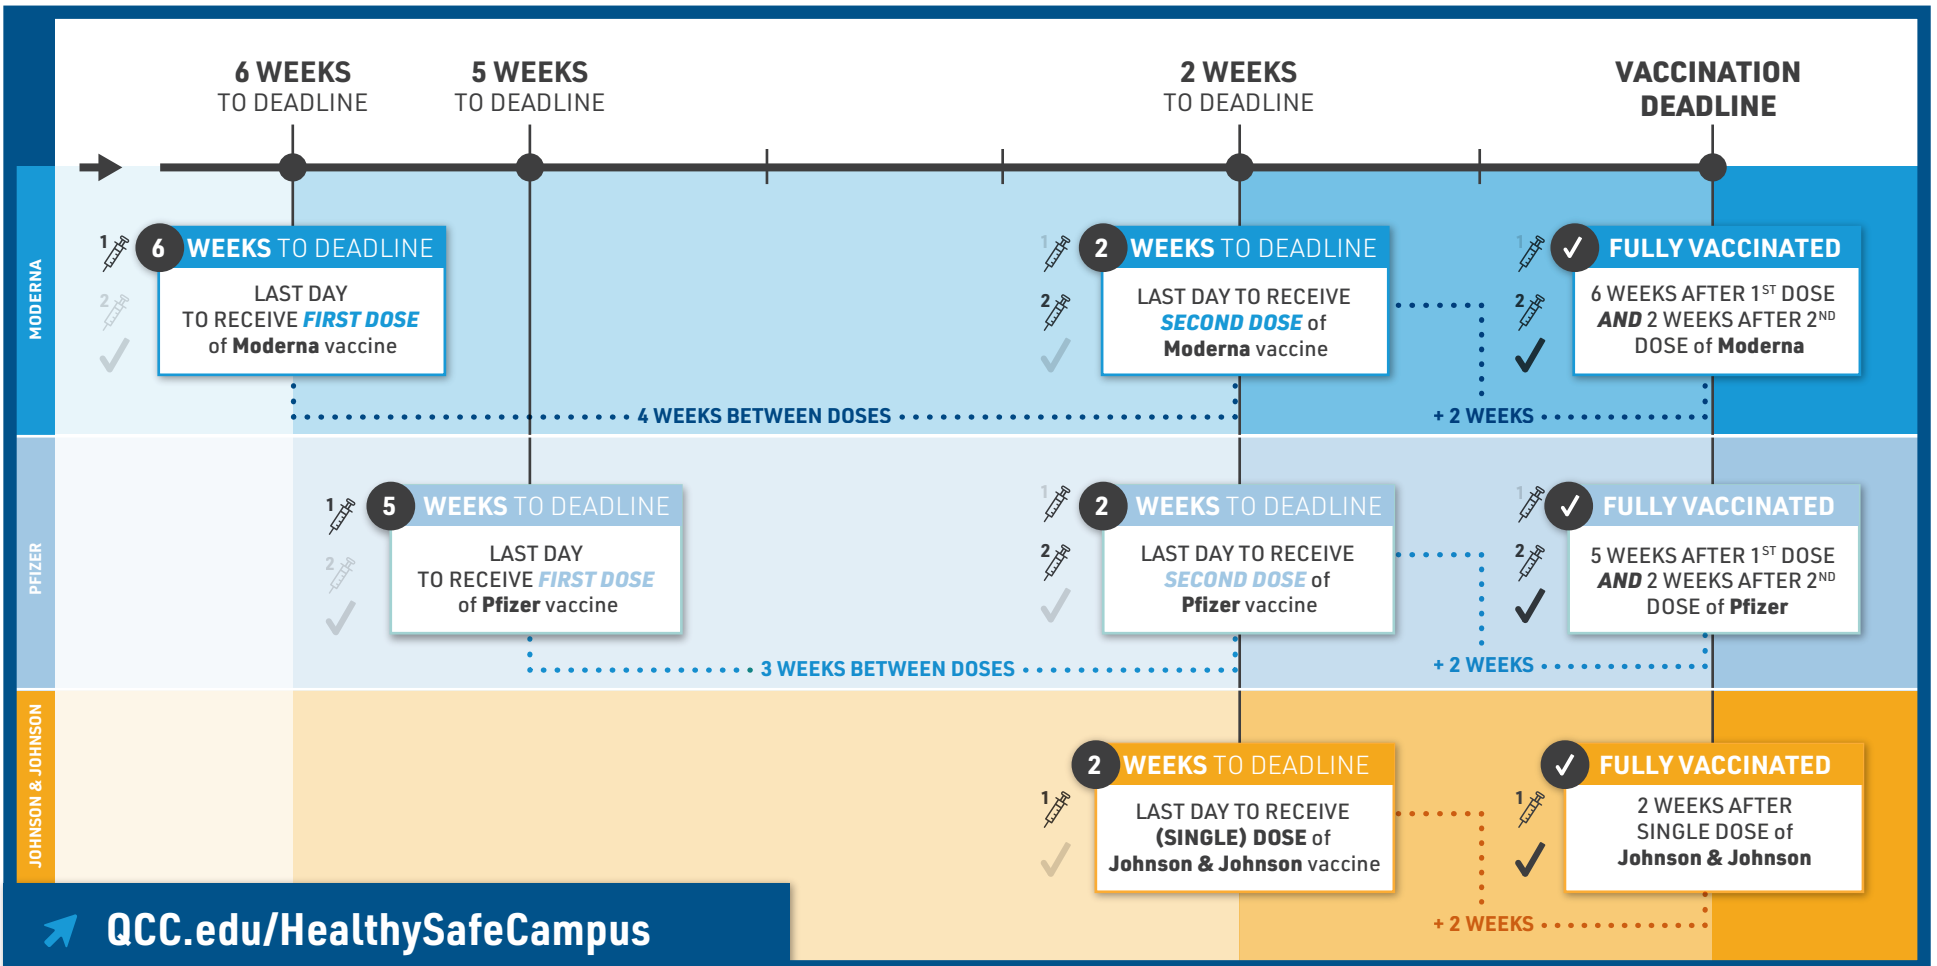 6 WEEKS
TO DEADLINE
5 WEEKS
TO DEADLINE
2 WEEKS
TO DEADLINE
VACCINATION
DEADLINE
MODERNA
1
2
6 WEEKS TO DEADLINE
LAST DAY
TO RECEIVE FIRST DOSE
of Moderna vaccine
1
2
2 WEEKS TO DEADLINE
LAST DAY TO RECEIVE
SECOND DOSE of
Moderna vaccine
1
2
FULLY VACCINATED
6 WEEKS AFTER 1ST DOSE
AND 2 WEEKS AFTER 2ND
DOSE of Moderna
4 WEEKS BETWEEN DOSES
+ 2 WEEKS
PFIZER
1
2
5 WEEKS TO DEADLINE
LAST DAY
TO RECEIVE FIRST DOSE
of Pfizer vaccine
1
2
2 WEEKS TO DEADLINE
LAST DAY TO RECEIVE
SECOND DOSE of
Pfizer vaccine
1
2
FULLY VACCINATED
5 WEEKS AFTER 1ST DOSE
AND 2 WEEKS AFTER 2ND
DOSE of Pfizer
3 WEEKS BETWEEN DOSES
+ 2 WEEKS
JOHNSON & JOHNSON
1
2 WEEKS TO DEADLINE
LAST DAY TO RECEIVE
(SINGLE) DOSE of
Johnson & Johnson vaccine
1
FULLY VACCINATED
2 WEEKS AFTER
SINGLE DOSE of
Johnson & Johnson
+ 2 WEEKS
QCC.edu/HealthySafeCampus